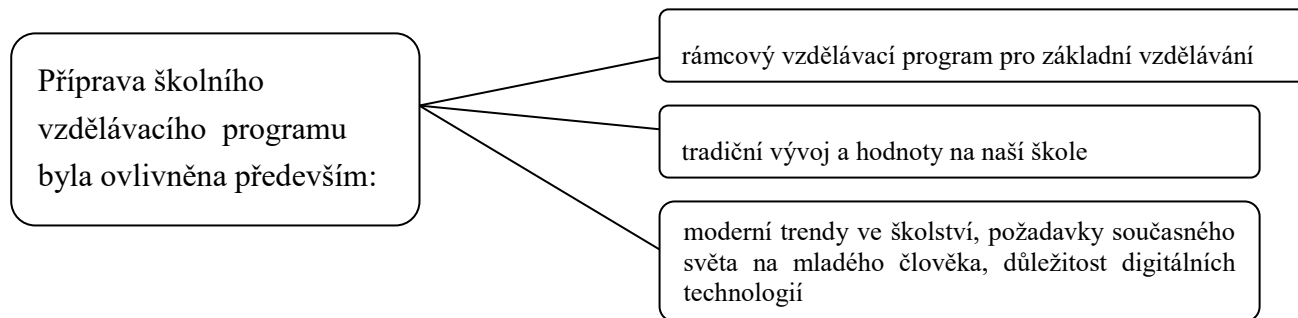 Příprava školního
vzdělávacího programu
byla ovlivněna především:
rámcový vzdělávací program pro základní vzdělávání
tradiční vývoj a hodnoty na naší škole
moderní trendy ve školství, požadavky současného
světa na mladého člověka, důležitost digitálních
technologií